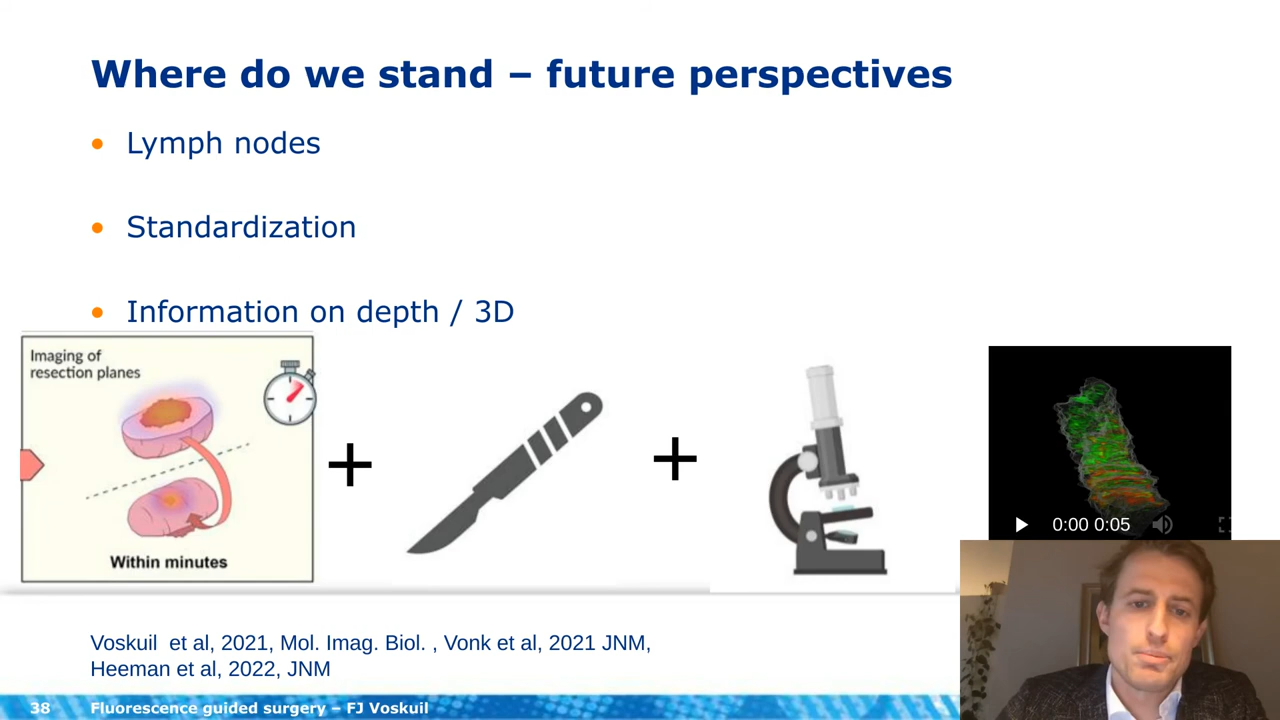 Where do we stand – future perspectives
• Lymph nodes
• Standardization
• Information on depth / 3D
Imaging of
resection planes
Within minutes
+
+
0:00 0:05
Voskuil et al, 2021, Mol. Imag. Biol. , Vonk et al, 2021 JNM,
Heeman et al, 2022, JNM
38 Fluorescence guided surgery – FJ Voskuil